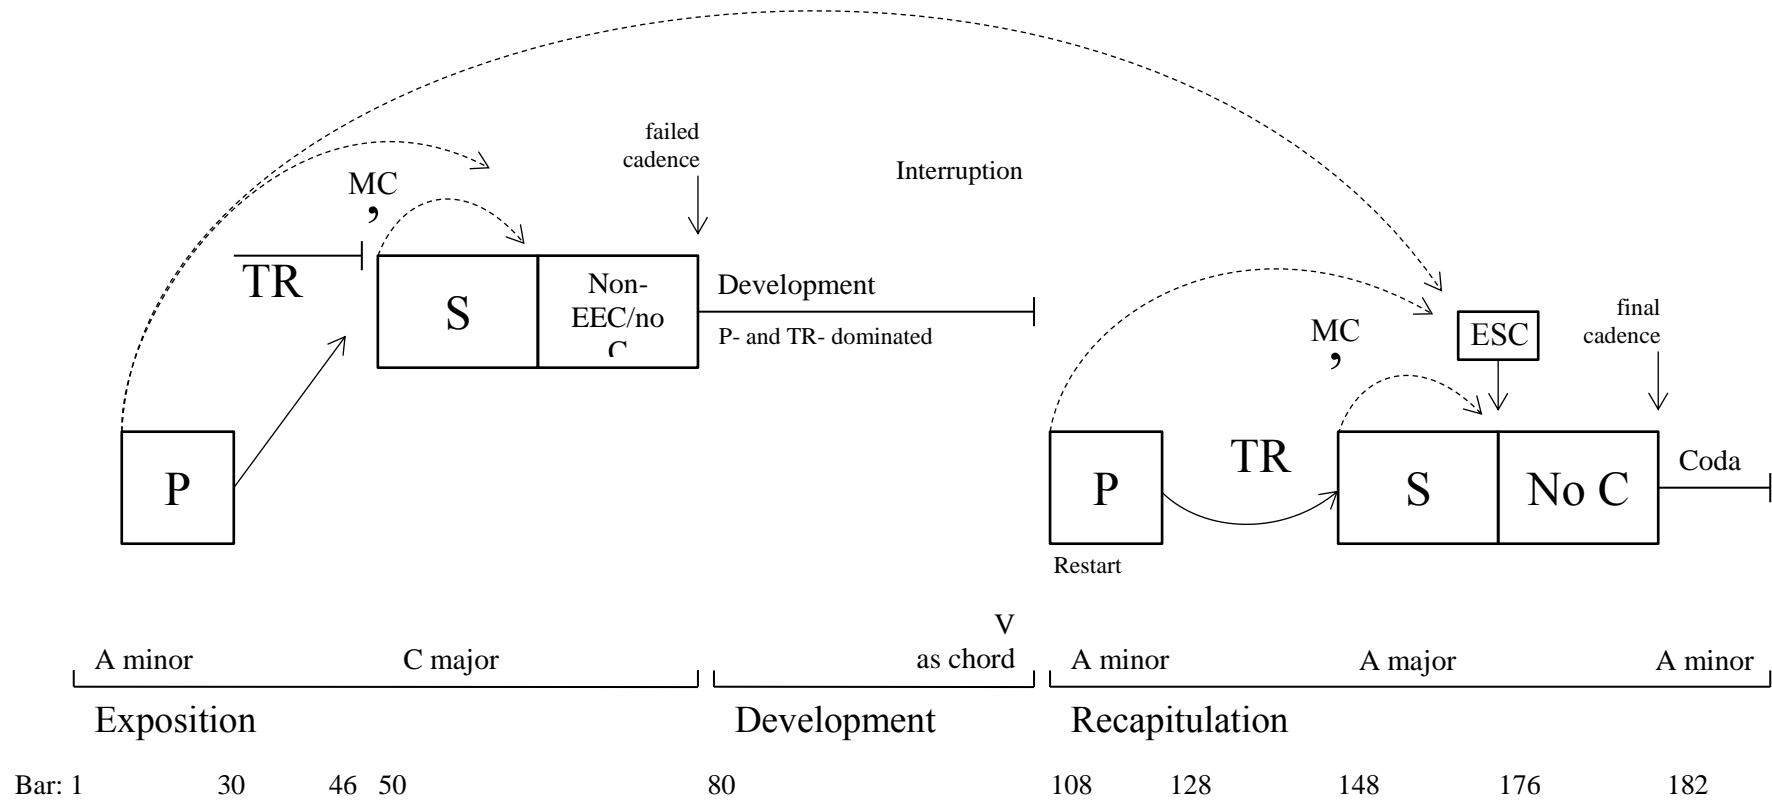 failed
cadence
Interruption
MC
,
TR
S
Non-
EEC/no
C
Development
P- and TR- dominated
MC
,
ESC
final
cadence
P
P
TR
S
No C
Coda
Restart
V
as chord
A minor
C major
A minor
A major
A minor
Exposition
Development
Recapitulation
Bar: 1 30 46 50 80 108 128 148 176 182